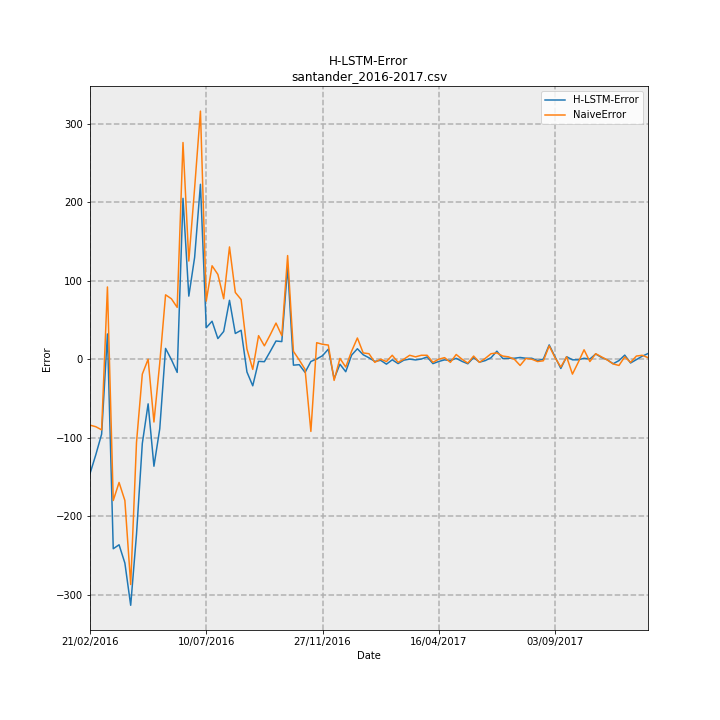 H-LSTM-Error
santander_2016-2017.csv
H-LSTM-Error
NaiveError
Error
300
200
100
0
−100
−200
−300
21/02/2016
10/07/2016
27/11/2016
16/04/2017
03/09/2017
Date